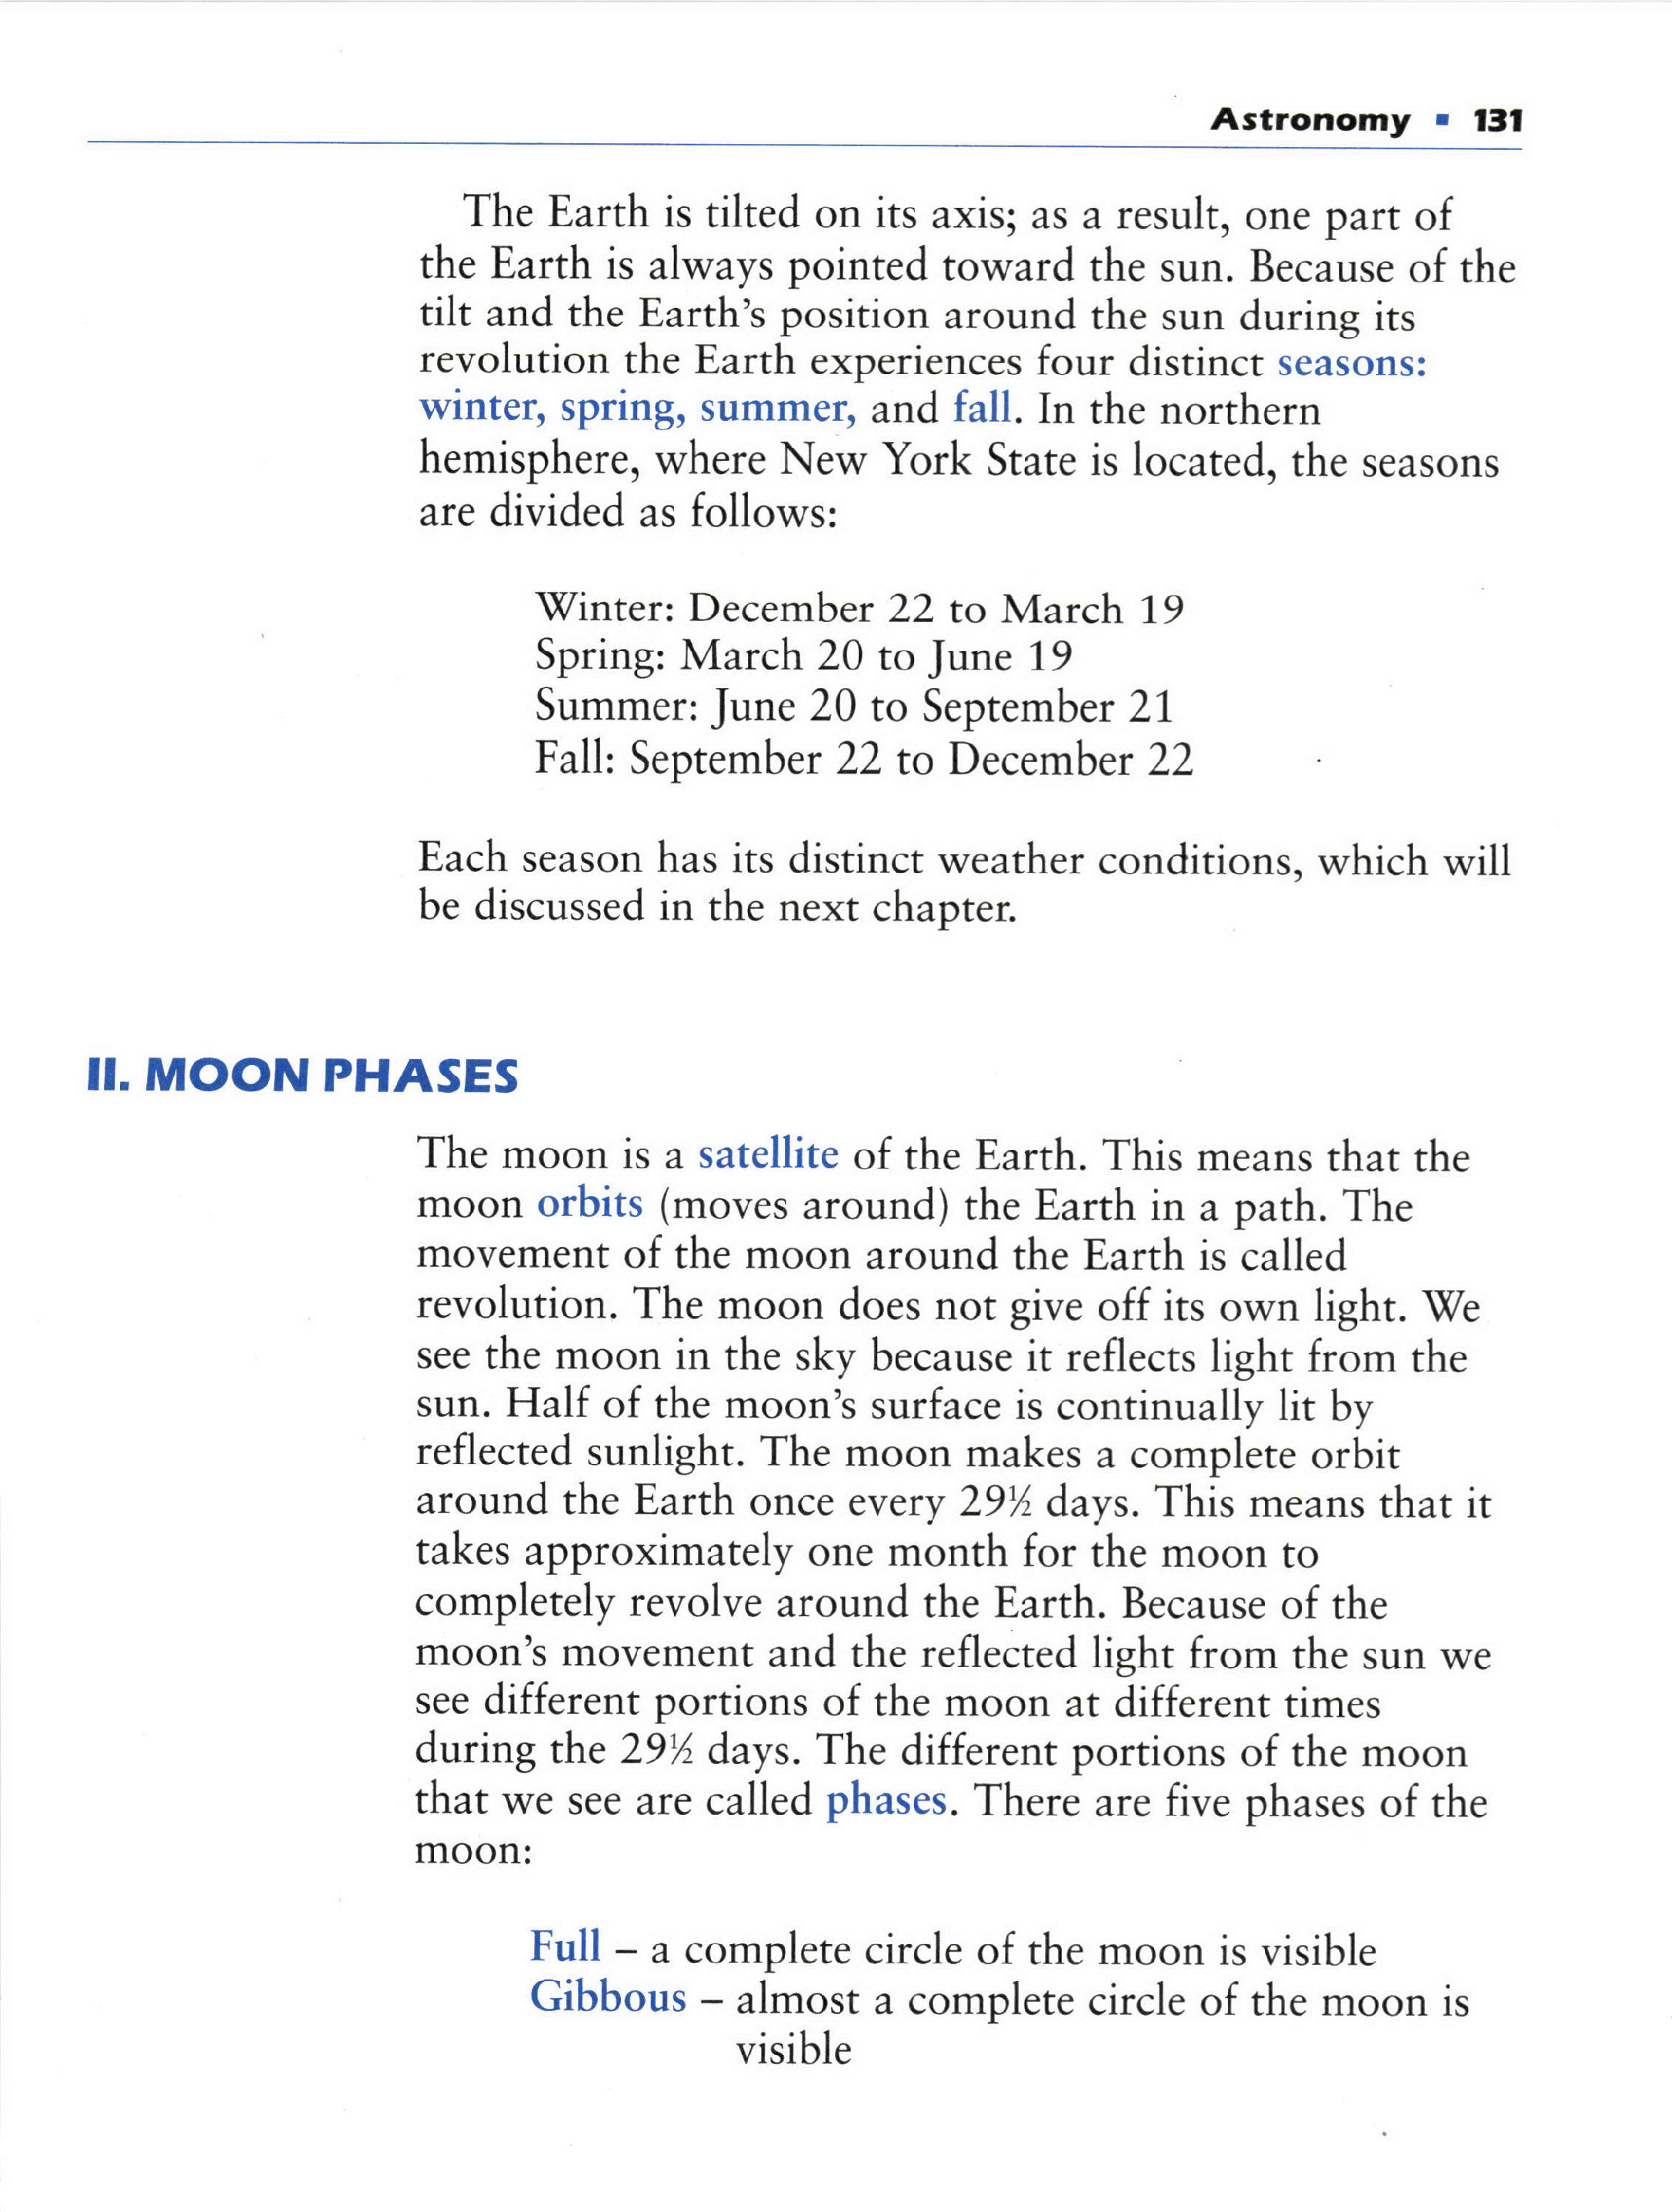 Astronomy ▪ 131
The Earth is tilted on its axis; as a result, one part of
the Earth is always pointed toward the sun. Because of the
tilt and the Earth's position around the sun during its
revolution the Earth experiences four distinct seasons:
winter, spring, summer, and fall. In the northern
hemisphere, where New York State is located, the seasons
are divided as follows:
Winter: December 22 to March 19
Spring: March 20 to June 19
Summer: June 20 to September 21
Fall: September 22 to December 22
Each season has its distinct weather conditions, which will
be discussed in the next chapter.
II. MOON PHASES
The moon is a satellite of the Earth. This means that the
moon orbits (moves around) the Earth in a path. The
movement of the moon around the Earth is called
revolution. The moon does not give off its own light. We
see the moon in the sky because it reflects light from the
sun. Half of the moon's surface is continually lit by
reflected sunlight. The moon makes a complete orbit
around the Earth once every 29½ days. This means that it
takes approximately one month for the moon to
completely revolve around the Earth. Because of the
moon's movement and the reflected light from the sun we
see different portions of the moon at different times
during the 29½ days. The different portions of the moon
that we see are called phases. There are five phases of the
moon:
Full – a complete circle of the moon is visible
Gibbous – almost a complete circle of the moon is
visible